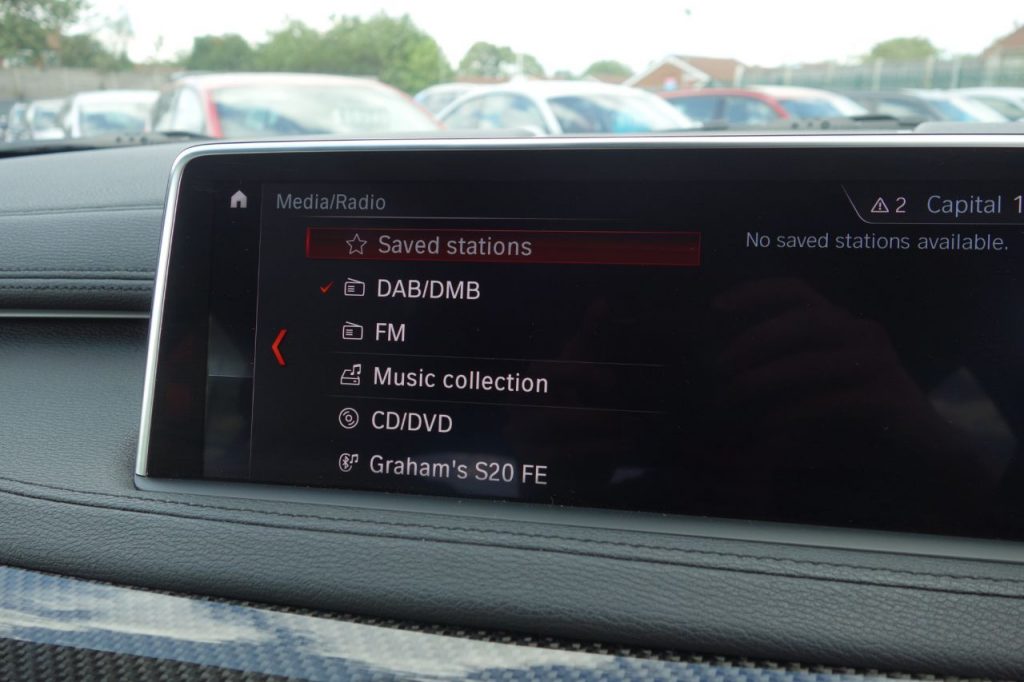 Media/Radio
2 Capital 1
Saved stations
No saved stations available.
DAB/DMB
FM
Music collection
CD/DVD
Graham's S20 FE